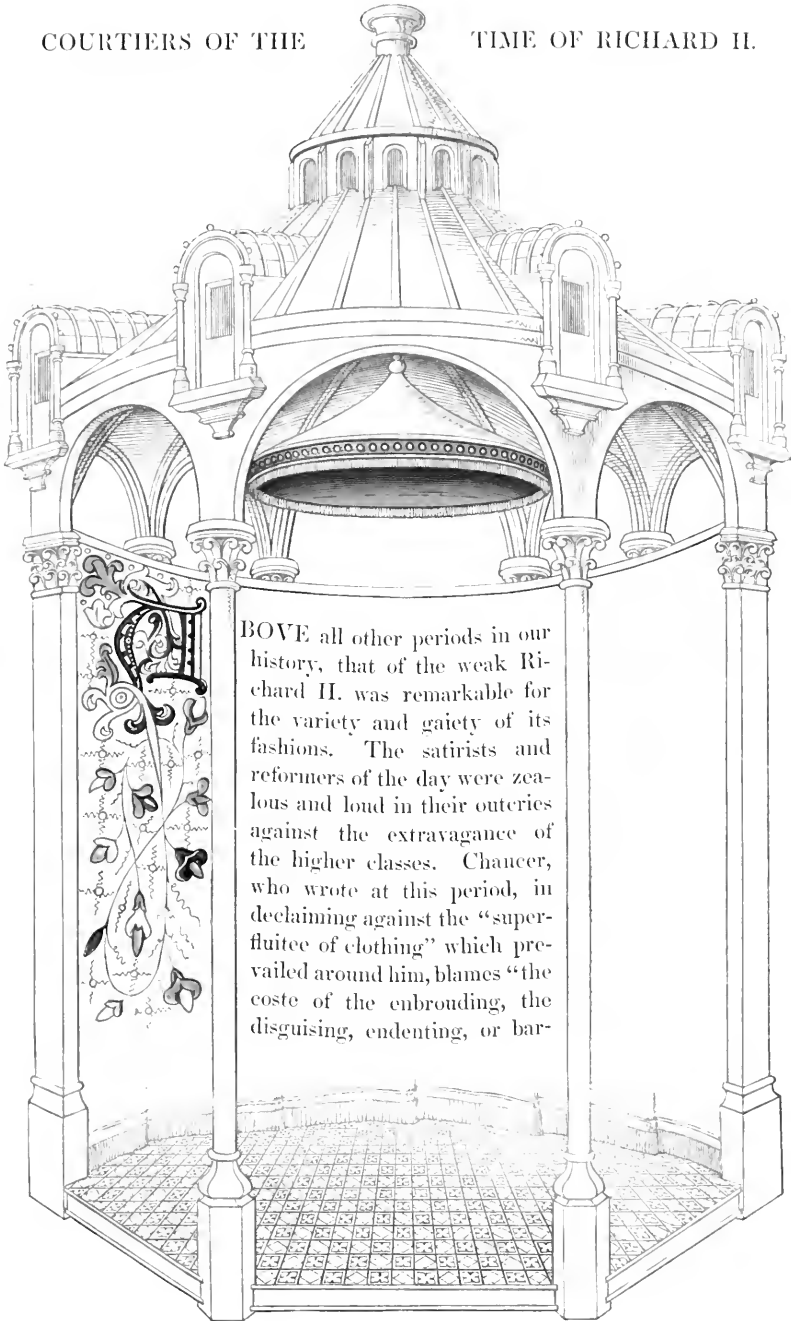 COURTIERS OF THE TIME OF RICHARD II.
ABOVE all other periods in our
history, that of the weak Ri-
chard II. was remarkable for
the variety and gaiety of its
fashions. The satirists and
reformers of the day were zea-
lous and loud in their outcries
against the extravagance of
the higher classes. Chaucer,
who wrote at this period, in
declaiming against the “super-
fluitee of clothing” which pre-
vailed around him, blames “the
coste of the enbrouding, the
disguising, endenting, or bar-